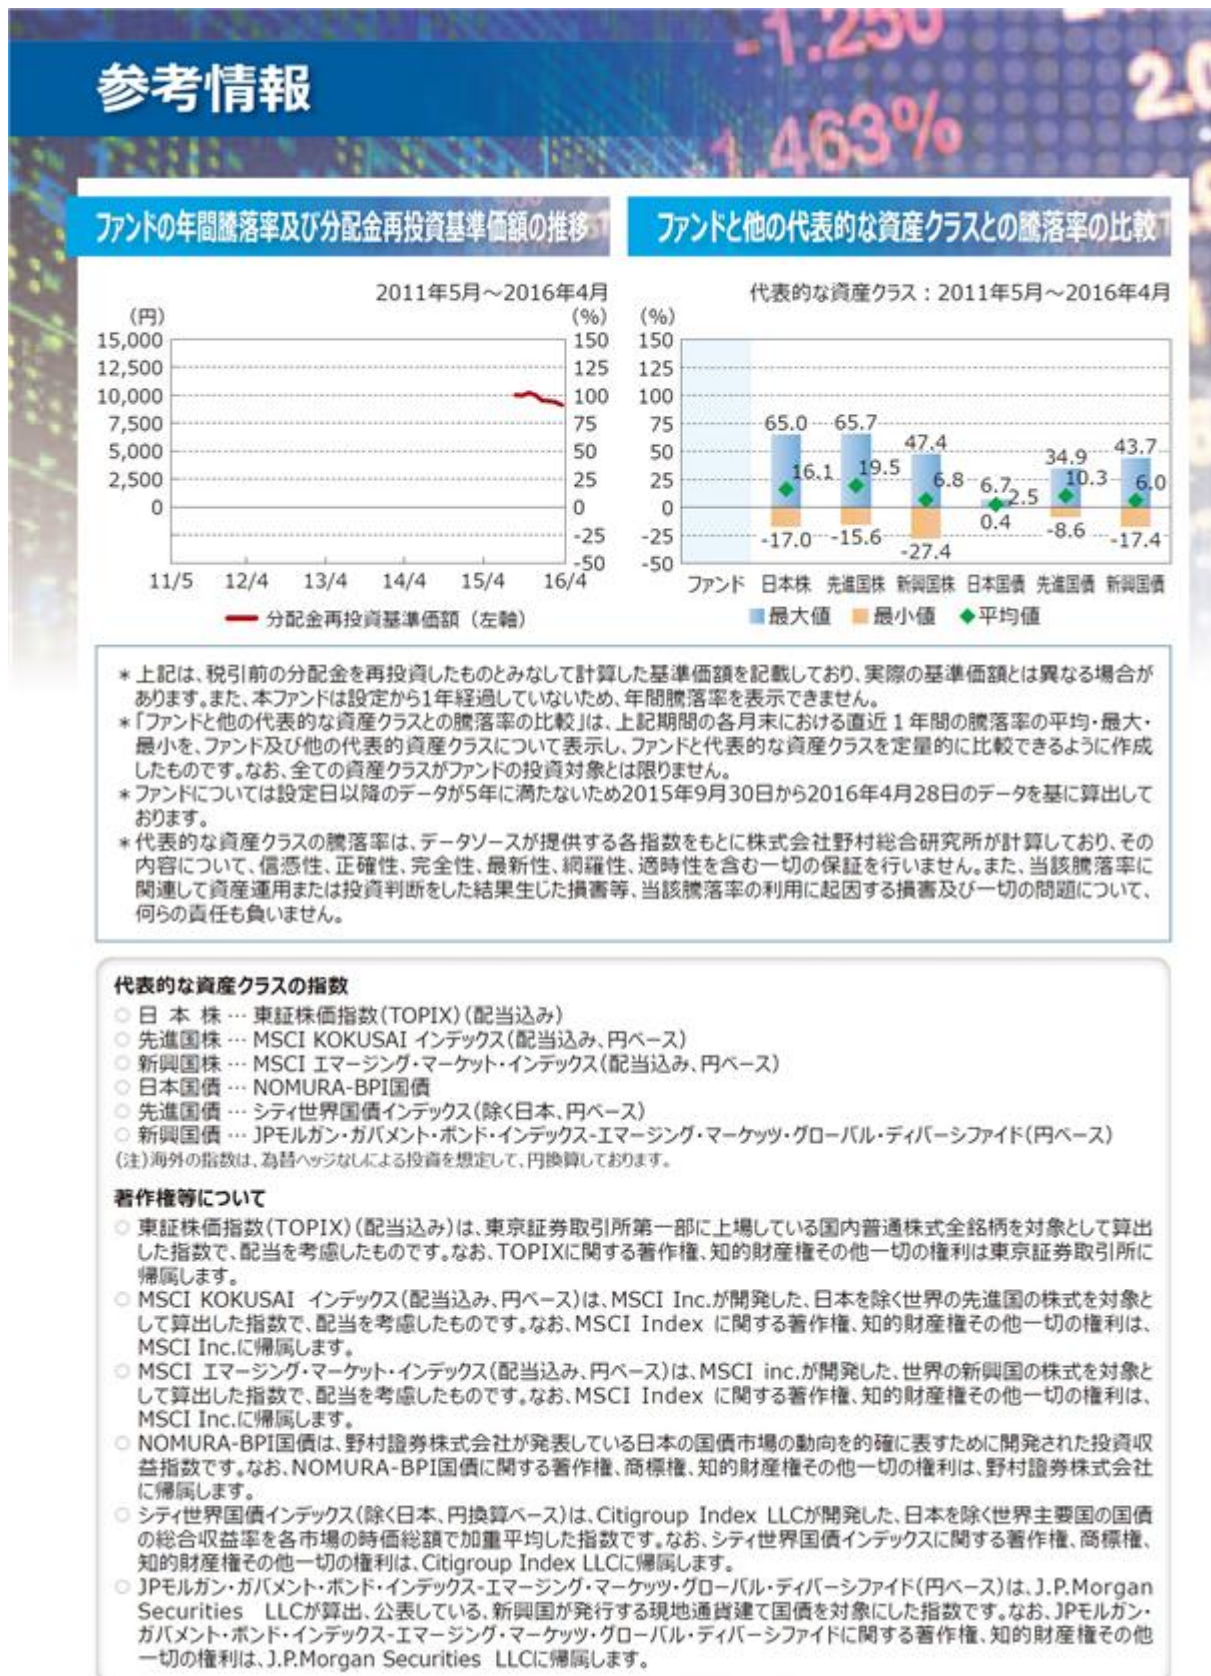 -1.250
2.0
1.463%
参考情報
ファンドの年間騰落率及び分配金再投資基準価額の推移
ファンドと他の代表的な資産クラスとの騰落率の比較
2011年5月～2016年4月
代表的な資産クラス：2011年5月～2016年4月
(円) (%)
15,000 150
12,500 125
10,000 100
7,500 75
5,000 50
2,500 25
0 0
-25
-50
11/5 12/4 13/4 14/4 15/4 16/4
分配金再投資基準価額（左軸）
(%)
150
125
100
75
50
25
0
-25
-50
65.0 65.7 47.4 6.7 34.9 43.7
16.1 19.5 6.8 2.5 10.3 6.0
-17.0 -15.6 -27.4 0.4 -8.6 -17.4
ファンド 日本株 先進国株 新興国株 日本国債 先進国債 新興国債
最大値 最小値 平均値
＊上記は、税引前の分配金を再投資したものとみなして計算した基準価額を記載しており、実際の基準価額とは異なる場合が
あります。また、本ファンドは設定から1年経過していないため、年間騰落率を表示できません。
＊「ファンドと他の代表的な資産クラスとの騰落率の比較」は、上記期間の各月末における直近１年間の騰落率の平均・最大・
最小を、ファンド及び他の代表的資産クラスについて表示し、ファンドと代表的な資産クラスを定量的に比較できるように作成
したものです。なお、全ての資産クラスがファンドの投資対象とは限りません。
＊ファンドについては設定日以降のデータが5年に満たないため2015年9月30日から2016年4月28日のデータを基に算出して
おります。
＊代表的な資産クラスの騰落率は、データソースが提供する各指数をもとに株式会社野村総合研究所が計算しており、その
内容について、信憑性、正確性、完全性、最新性、網羅性、適時性を含む一切の保証を行いません。また、当該騰落率に
関連して資産運用または投資判断をした結果生じた損害等、当該騰落率の利用に起因する損害及び一切の問題について、
何らの責任も負いません。
代表的な資産クラスの指数
○ 日 本 株 … 東証株価指数(TOPIX)(配当込み)
○ 先進国株 … MSCI KOKUSAI インデックス(配当込み、円ベース)
○ 新興国株 … MSCI エマージング・マーケット・インデックス(配当込み、円ベース)
○ 日本国債 … NOMURA-BPI国債
○ 先進国債 … シティ世界国債インデックス(除く日本、円ベース)
○ 新興国債 … JPモルガン・ガバメント・ボンド・インデックス-エマージング・マーケッツ・グローバル・ディバーシファイド(円ベース)
(注)海外の指数は、為替ヘッジなしによる投資を想定して、円換算しております。
著作権等について
○ 東証株価指数(TOPIX)(配当込み)は、東京証券取引所第一部に上場している国内普通株式全銘柄を対象として算出
した指数で、配当を考慮したものです。なお、TOPIXに関する著作権、知的財産権その他一切の権利は東京証券取引所に
帰属します。
○ MSCI KOKUSAI インデックス(配当込み、円ベース)は、MSCI Inc.が開発した、日本を除く世界の先進国の株式を対象と
して算出した指数で、配当を考慮したものです。なお、MSCI Index に関する著作権、知的財産権その他一切の権利は、
MSCI Inc.に帰属します。
○ MSCI エマージング・マーケット・インデックス(配当込み、円ベース)は、MSCI inc.が開発した、世界の新興国の株式を対象と
して算出した指数で、配当を考慮したものです。なお、MSCI Index に関する著作権、知的財産権その他一切の権利は、
MSCI Inc.に帰属します。
○ NOMURA-BPI国債は、野村證券株式会社が発表している日本の国債市場の動向を的確に表すために開発された投資収
益指数です。なお、NOMURA-BPI国債に関する著作権、商標権、知的財産権その他一切の権利は、野村證券株式会社
に帰属します。
○ シティ世界国債インデックス(除く日本、円換算ベース)は、Citigroup Index LLCが開発した、日本を除く世界主要国の国債
の総合収益率を各市場の時価総額で加重平均した指数です。なお、シティ世界国債インデックスに関する著作権、商標権、
知的財産権その他一切の権利は、Citigroup Index LLCに帰属します。
○ JPモルガン・ガバメント・ボンド・インデックス-エマージング・マーケッツ・グローバル・ディバーシファイド(円ベース)は、J.P.Morgan
Securities LLCが算出、公表している、新興国が発行する現地通貨建て国債を対象にした指数です。なお、JPモルガン・
ガバメント・ボンド・インデックス-エマージング・マーケッツ・グローバル・ディバーシファイドに関する著作権、知的財産権その他
一切の権利は、J.P.Morgan Securities LLCに帰属します。